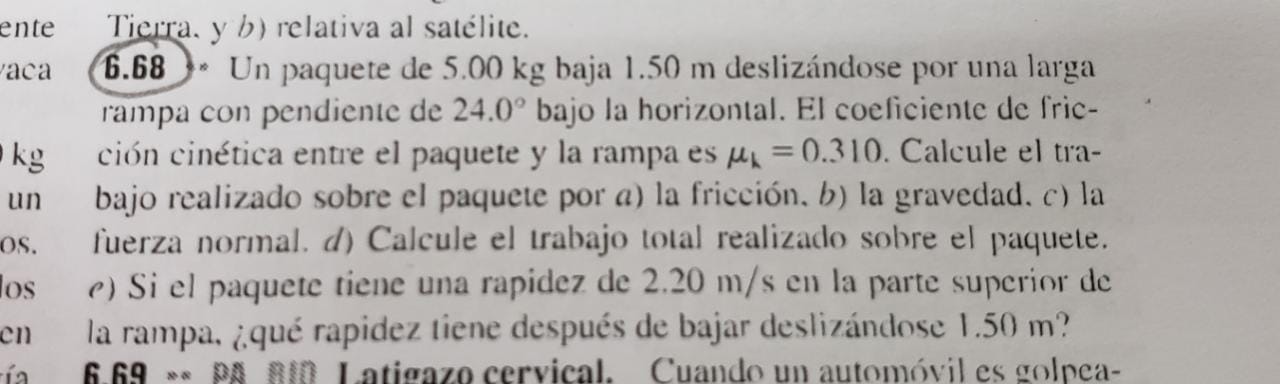 ente Tierra, y b) relativa al satélite.
vaca 6.68 •• Un paquete de 5.00 kg baja 1.50 m deslizándose por una larga
rampa con pendiente de 24.0° bajo la horizontal. El coeficiente de fric-
kg ción cinética entre el paquete y la rampa es μk = 0.310. Calcule el tra-
un bajo realizado sobre el paquete por a) la fricción, b) la gravedad, c) la
os. fuerza normal. d) Calcule el trabajo total realizado sobre el paquete.
los e) Si el paquete tiene una rapidez de 2.20 m/s en la parte superior de
en la rampa, ¿qué rapidez tiene después de bajar deslizándose 1.50 m?
ía 6.69 •• PA BIO Latigazo cervical. Cuando un automóvil es golpea-